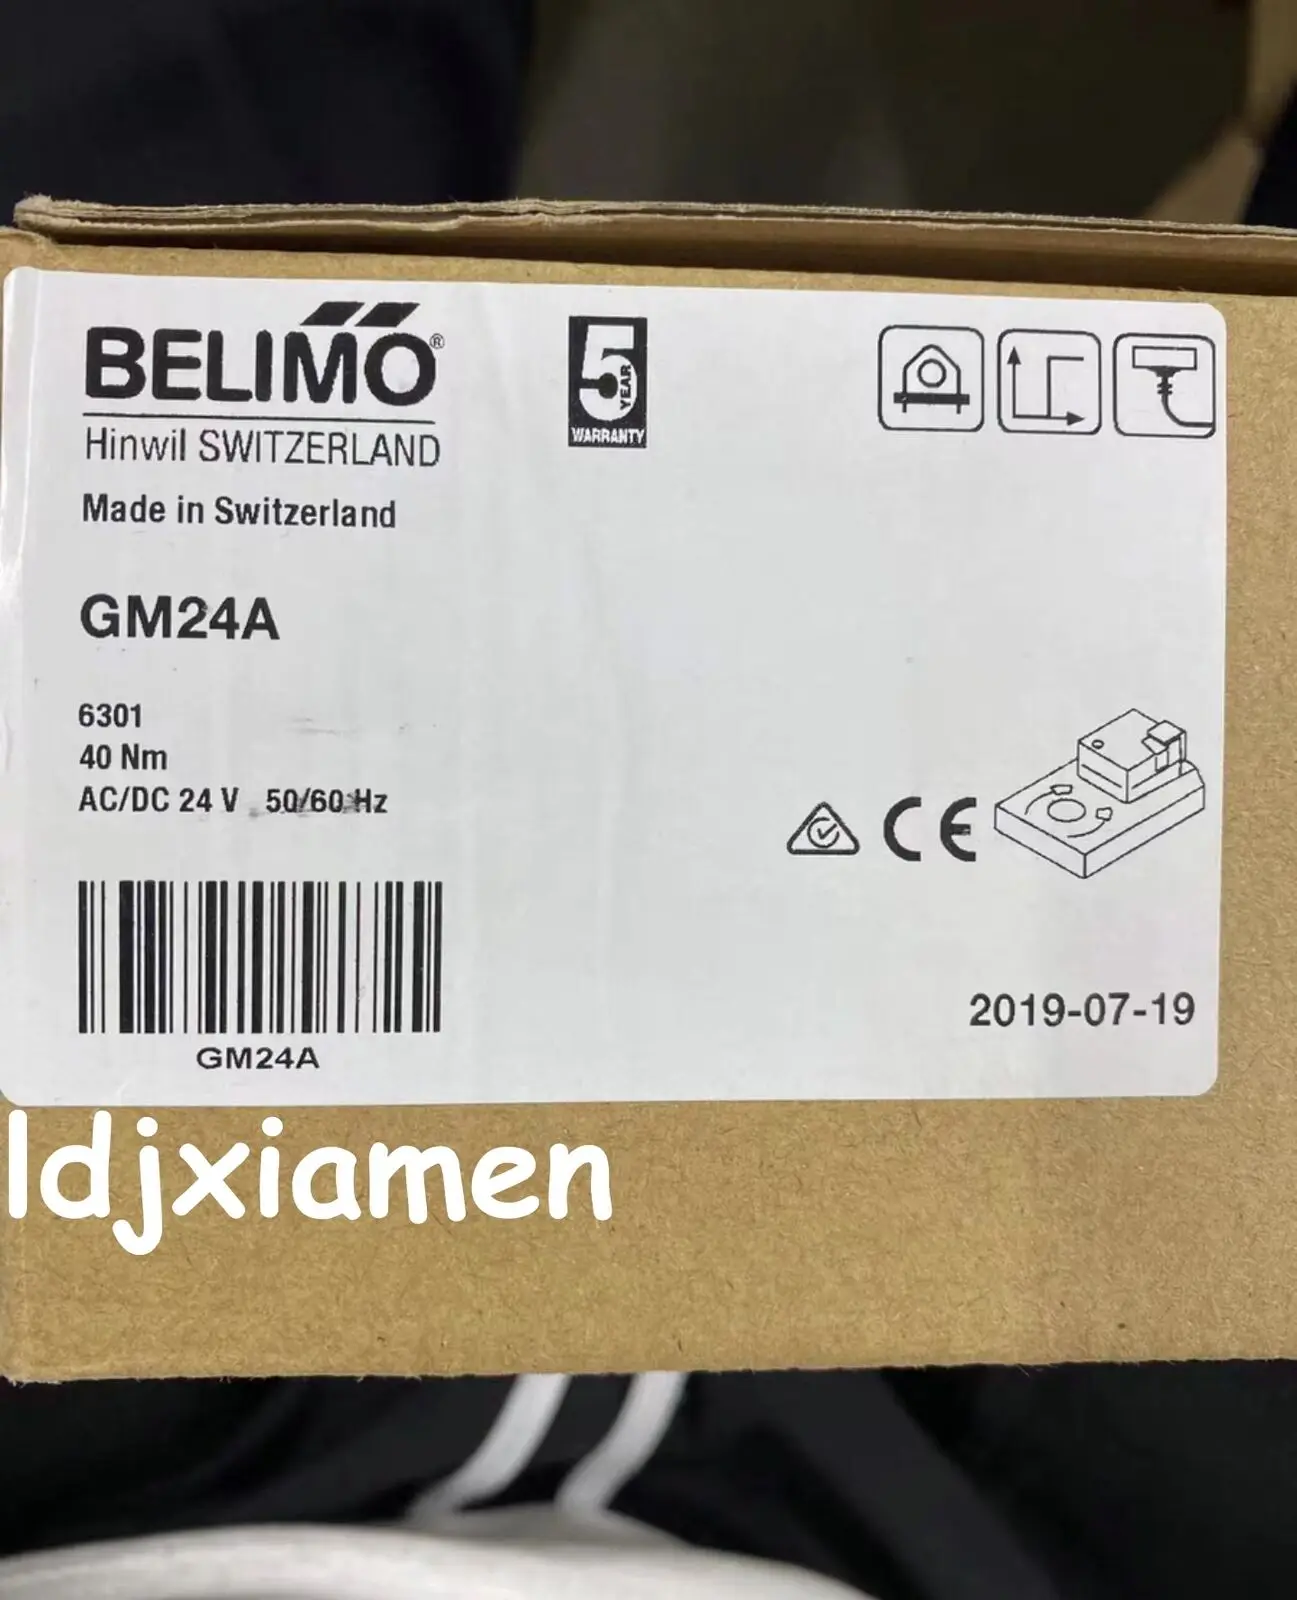 BELIMO®
Hinwil SWITZERLAND
Made in Switzerland
5
YEAR
WARRANTY
GM24A
6301
40 Nm
AC/DC 24 V 50/60 Hz
CE
GM24A
2019-07-19
ldjxiamen